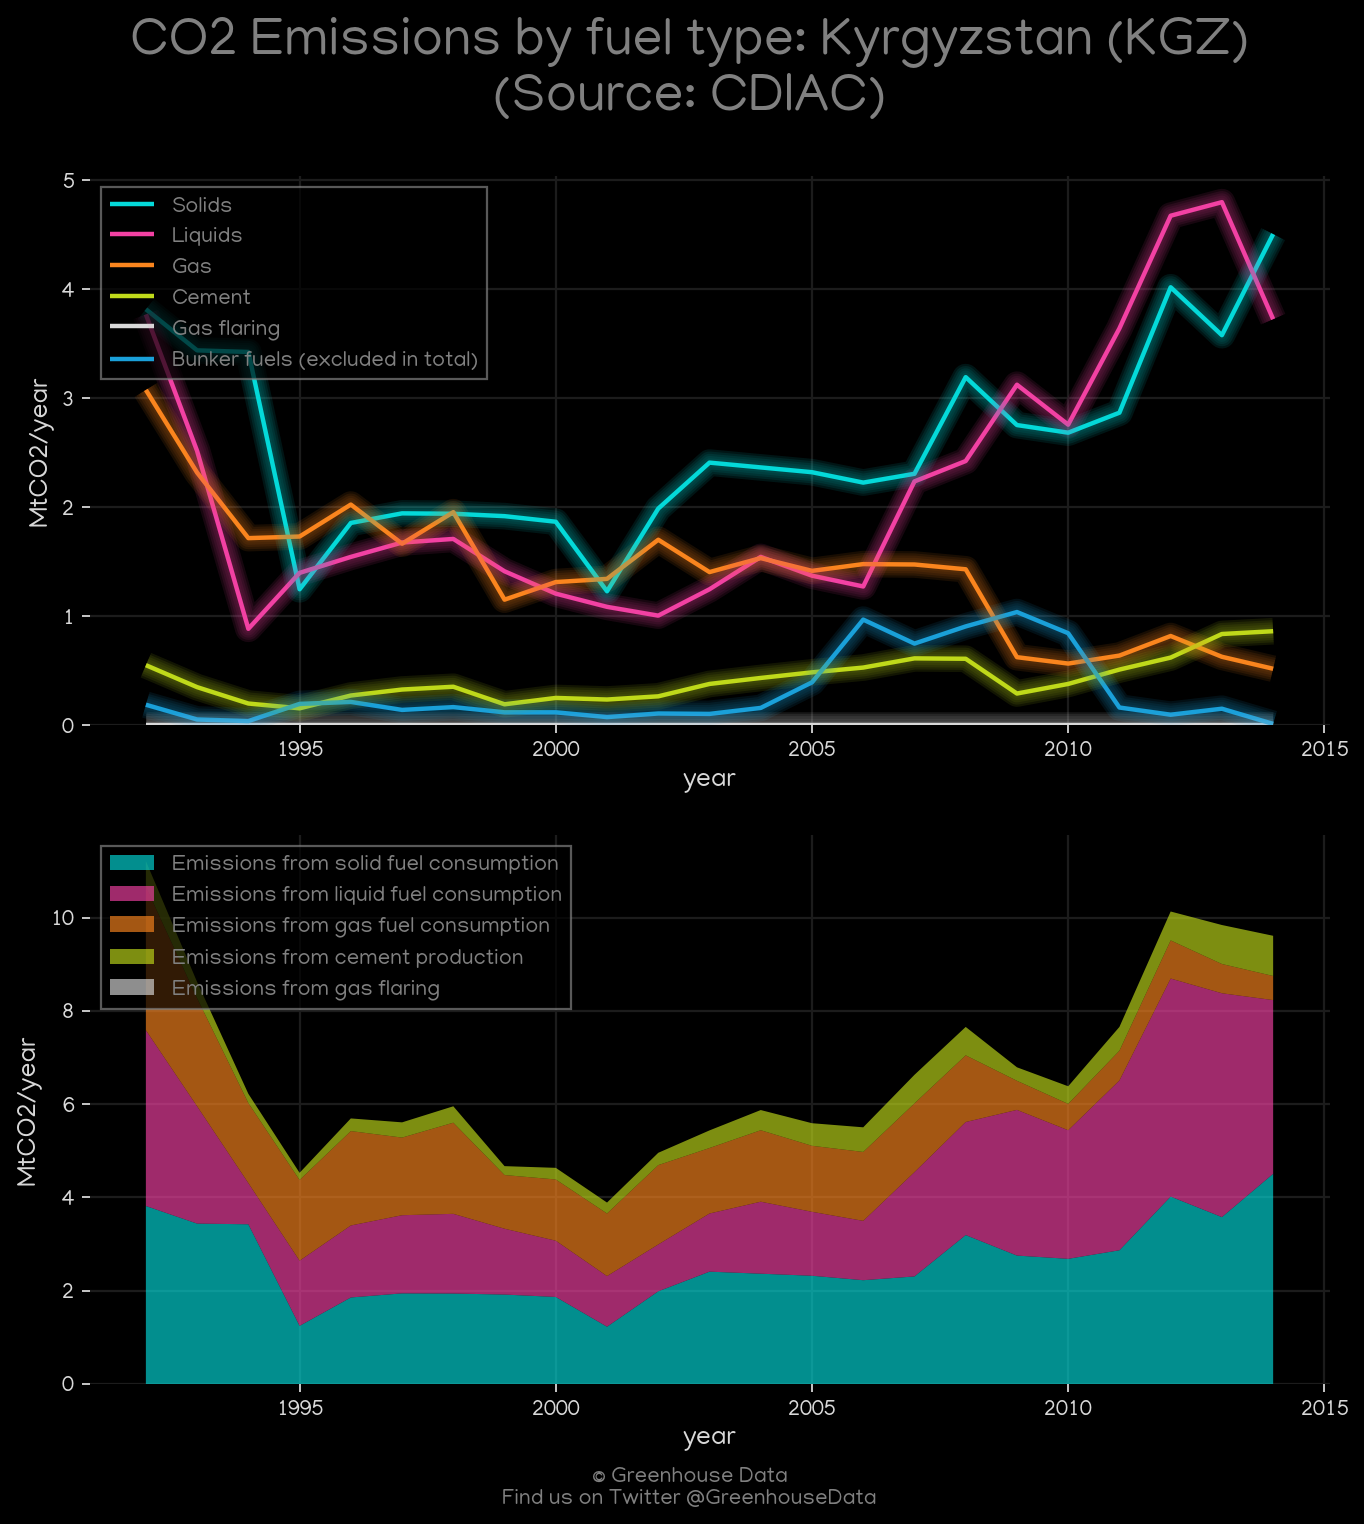 CO2 Emissions by fuel type: Kyrgyzstan (KGZ)
(Source: CDIAC)
5
4
3
2
1
0
MtCO2/year
Solids
Liquids
Gas
Cement
Gas flaring
Bunker fuels (excluded in total)
1995 2000 2005 2010 2015
year
10
8
6
4
2
0
MtCO2/year
Emissions from solid fuel consumption
Emissions from liquid fuel consumption
Emissions from gas fuel consumption
Emissions from cement production
Emissions from gas flaring
1995 2000 2005 2010 2015
year
© Greenhouse Data
Find us on Twitter @GreenhouseData